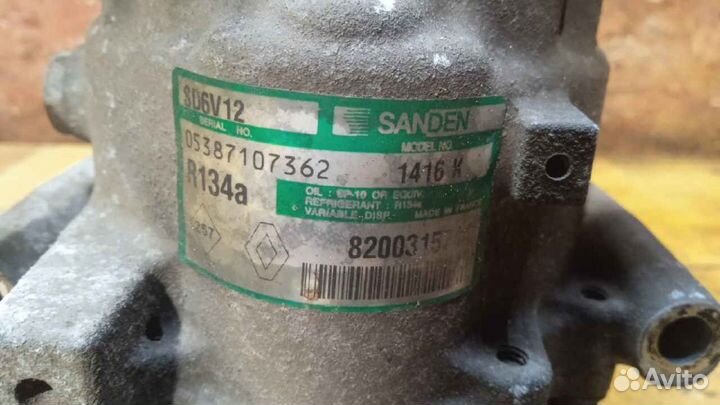 SD6V12
SANDEN
SERIAL NO.
MODEL NO.
05387107362
1416 K
R134a
OIL : SP-10 OR EQUIV
REFRIGERANT : R134a
VARIABLE DISP. MADE IN FRANCE
Avito